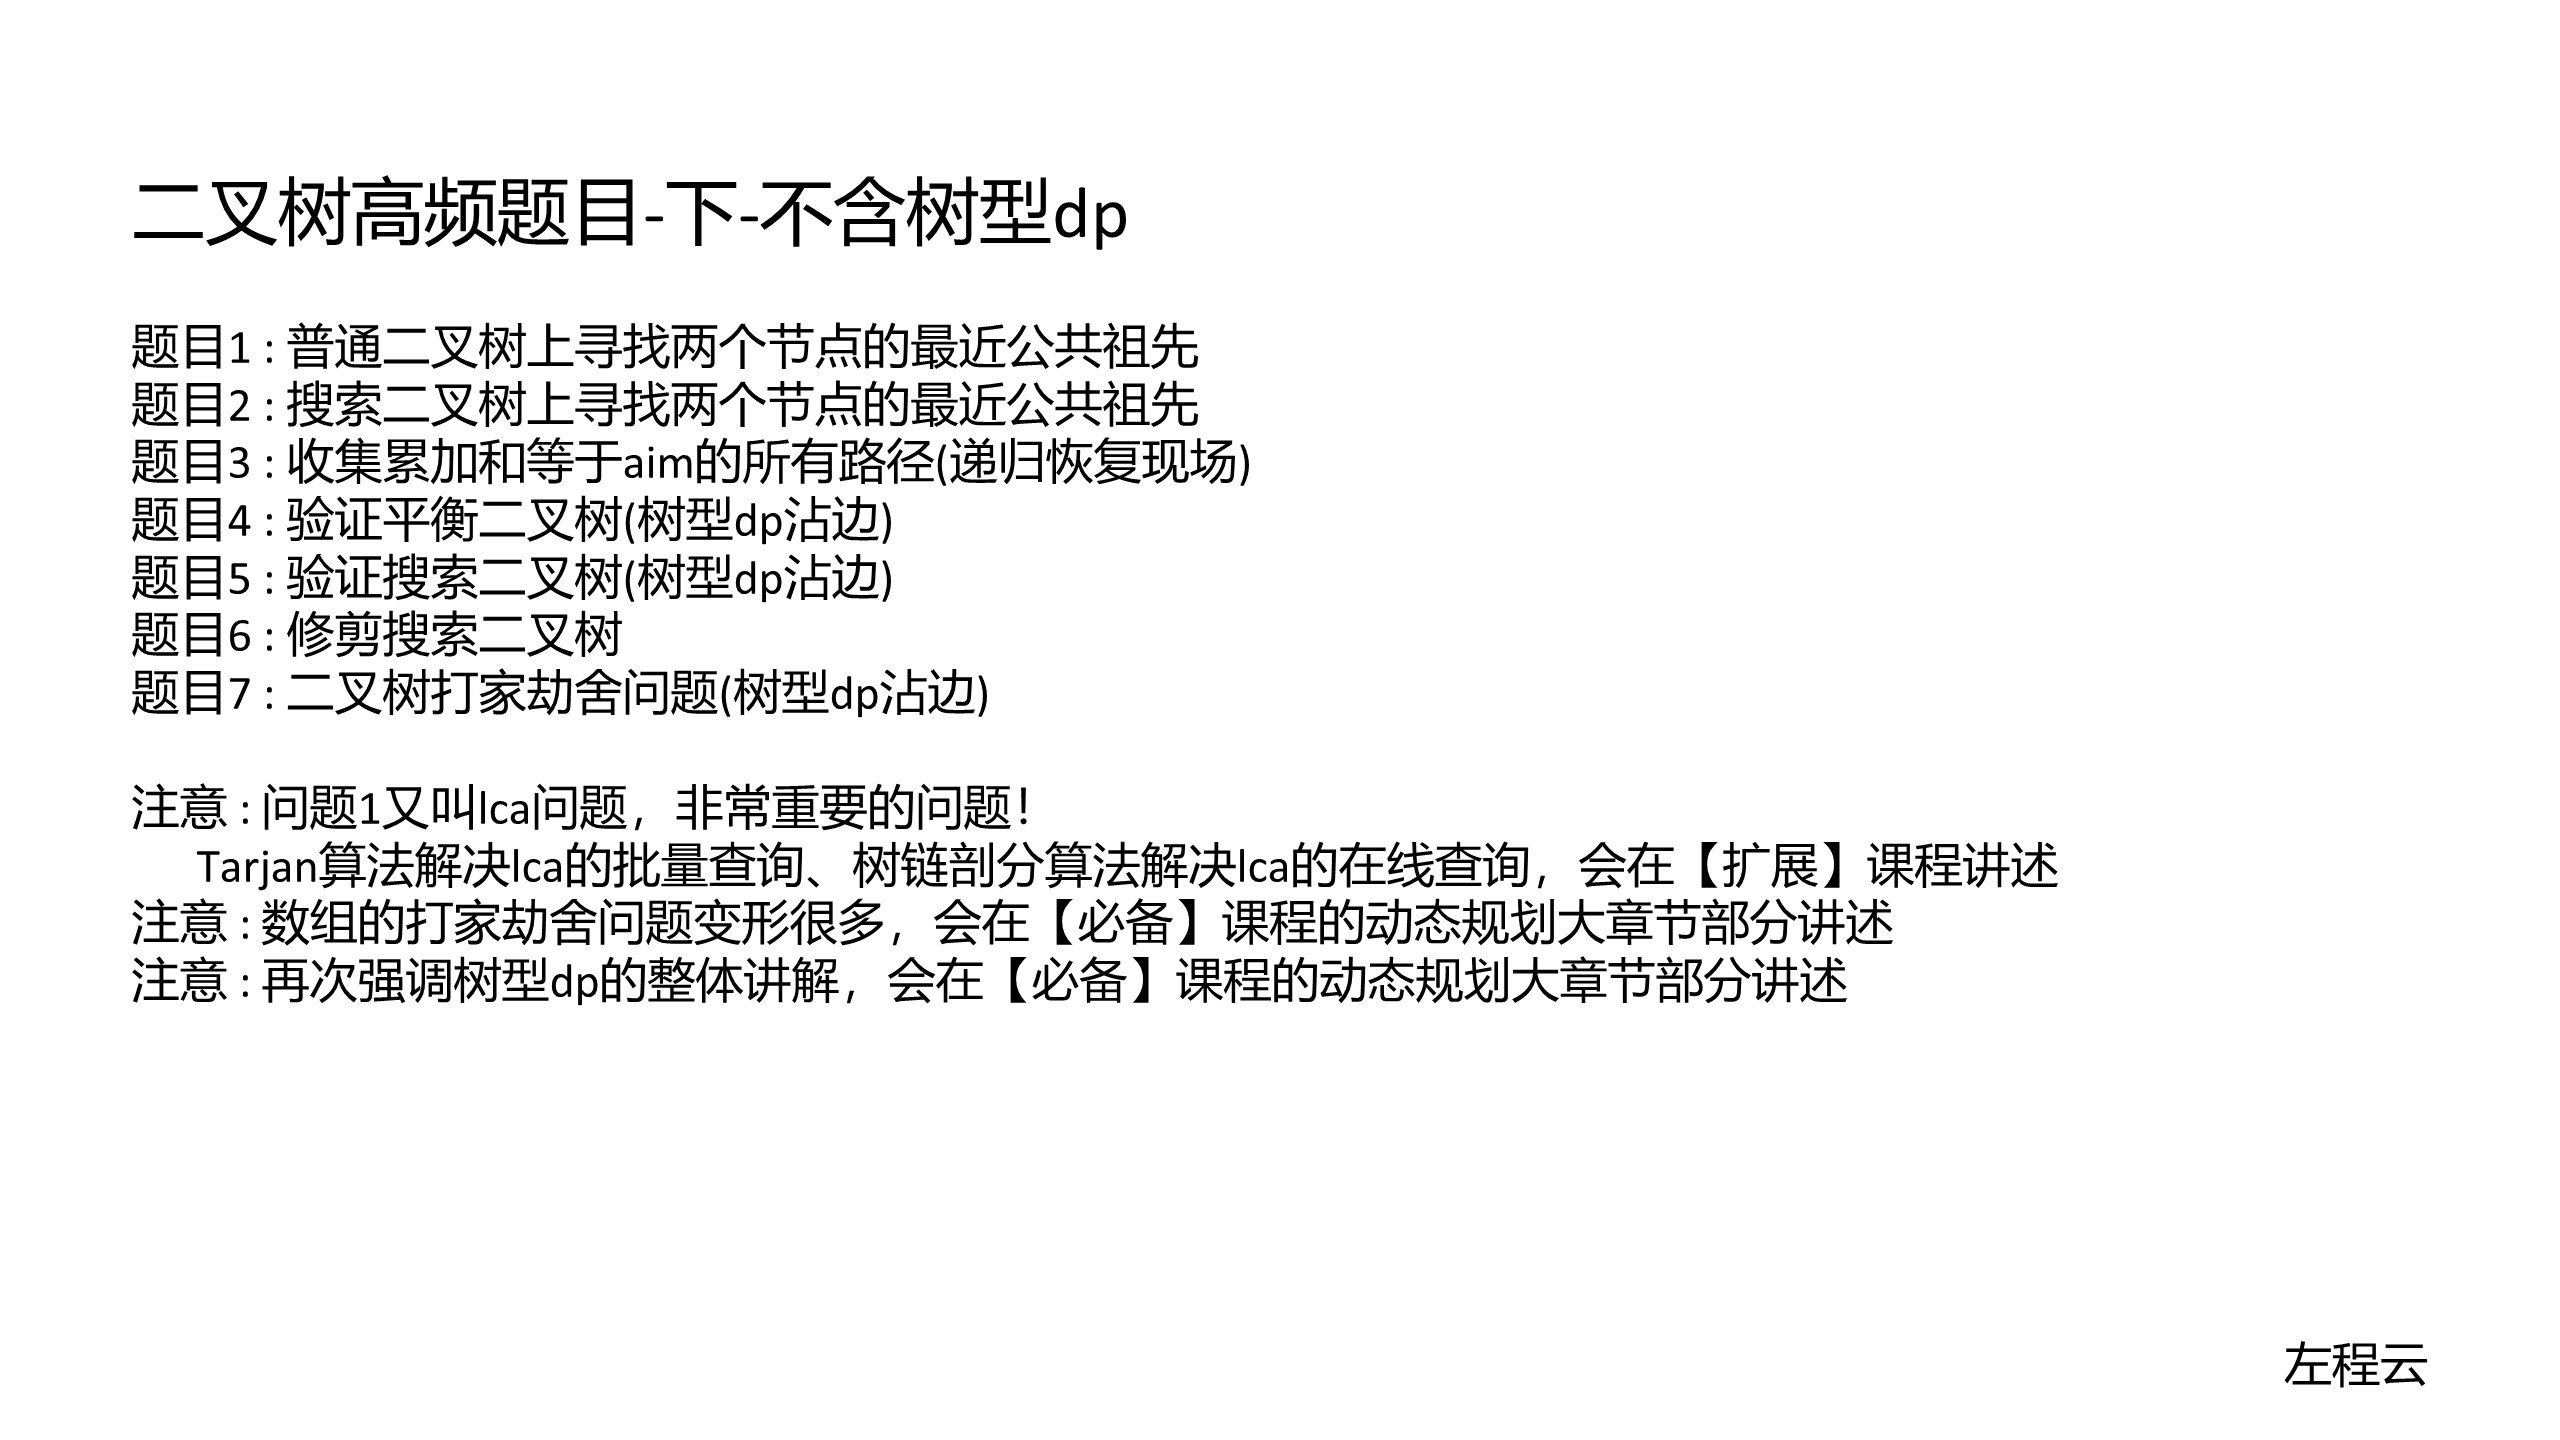 二叉树高频题目-下-不含树型dp
题目1 : 普通二叉树上寻找两个节点的最近公共祖先
题目2 : 搜索二叉树上寻找两个节点的最近公共祖先
题目3 : 收集累加和等于aim的所有路径(递归恢复现场)
题目4 : 验证平衡二叉树(树型dp沾边)
题目5 : 验证搜索二叉树(树型dp沾边)
题目6 : 修剪搜索二叉树
题目7 : 二叉树打家劫舍问题(树型dp沾边)
注意 : 问题1又叫lca问题，非常重要的问题！
Tarjan算法解决lca的批量查询、树链剖分算法解决lca的在线查询，会在【扩展】课程讲述
注意 : 数组的打家劫舍问题变形很多，会在【必备】课程的动态规划大章节部分讲述
注意 : 再次强调树型dp的整体讲解，会在【必备】课程的动态规划大章节部分讲述
左程云